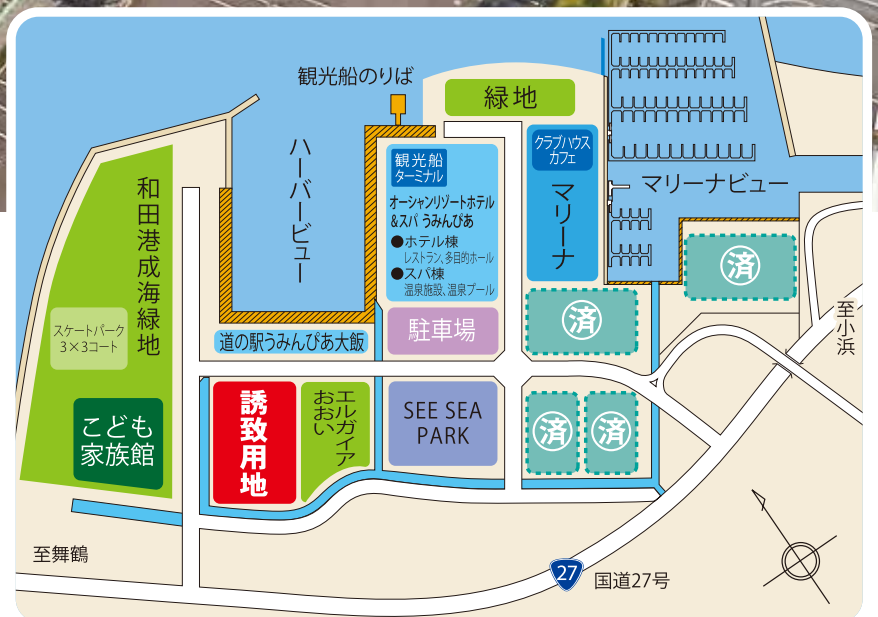 観光船のりば
緑地
クラブハウス
カフェ
マリーナ
マリーナビュー
ハーバービュー
観光船
ターミナル
オーシャンリゾートホテル
&スパ うみんぴあ
●ホテル棟
レストラン、多目的ホール
●スパ棟
温泉施設、温泉プール
和田港成海緑地
スケートパーク
3×3コート
こども
家族館
道の駅うみんぴあ大飯
駐車場
済
済
至小浜
誘致用地
エルガイア
おおい
SEE SEA
PARK
済
済
至舞鶴
27
国道27号